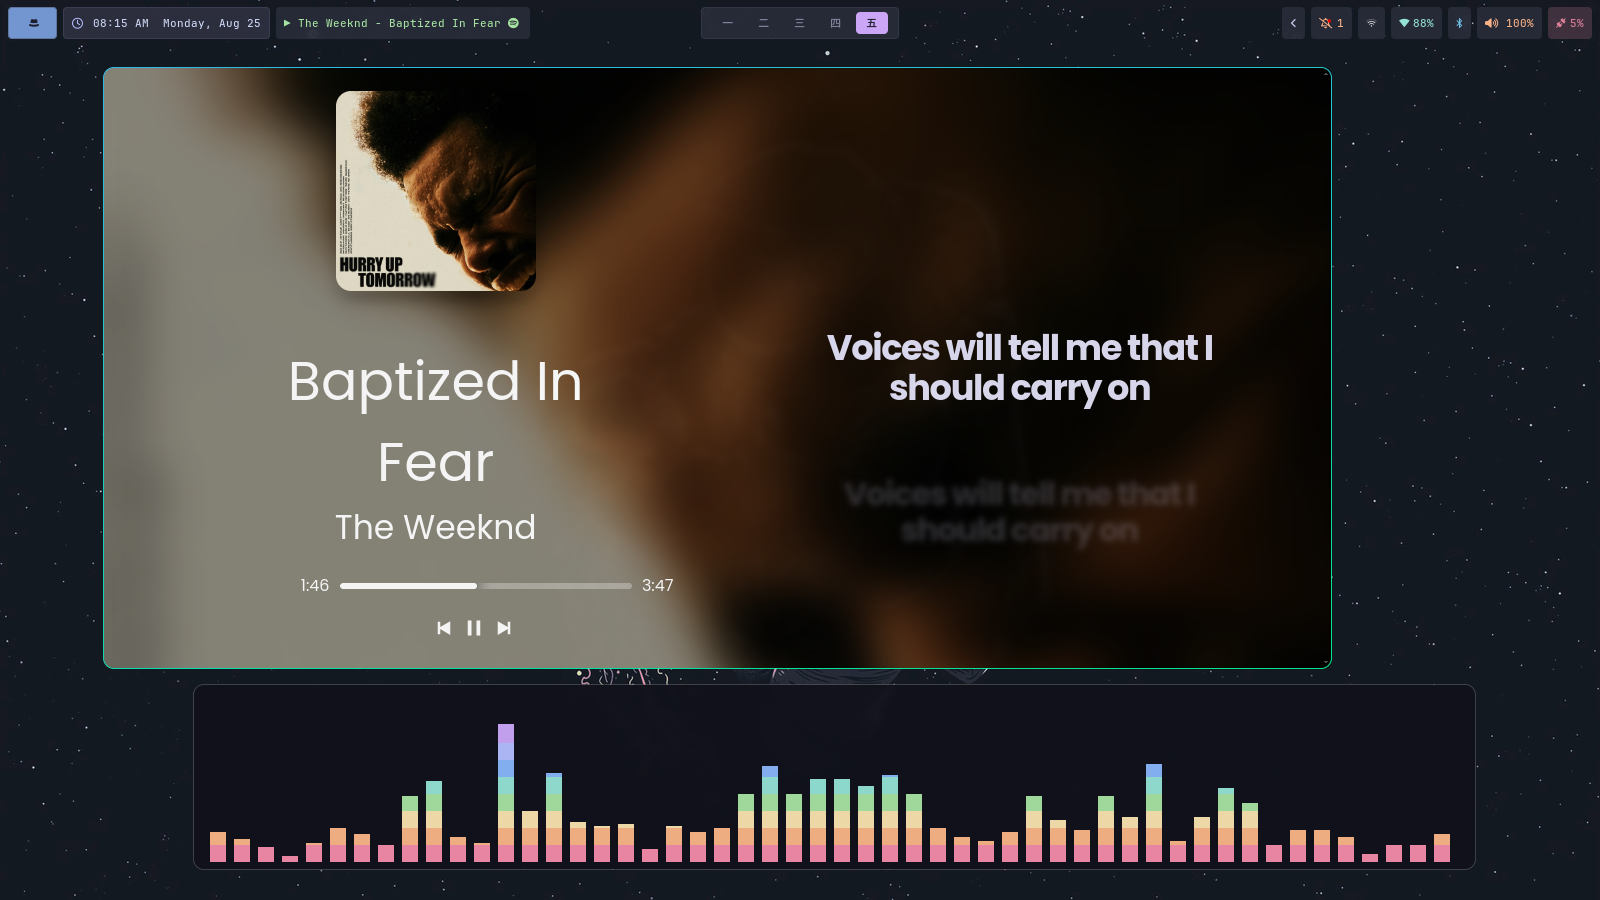 08:15 AM Monday, Aug 25
The Weeknd - Baptized In Fear
一 二 三 四 五
1
88%
100%
5%
HURRY UP
TOMORROW
Baptized In
Fear
The Weeknd
1:46
3:47
Voices will tell me that I
should carry on
Voices will tell me that I
should carry on